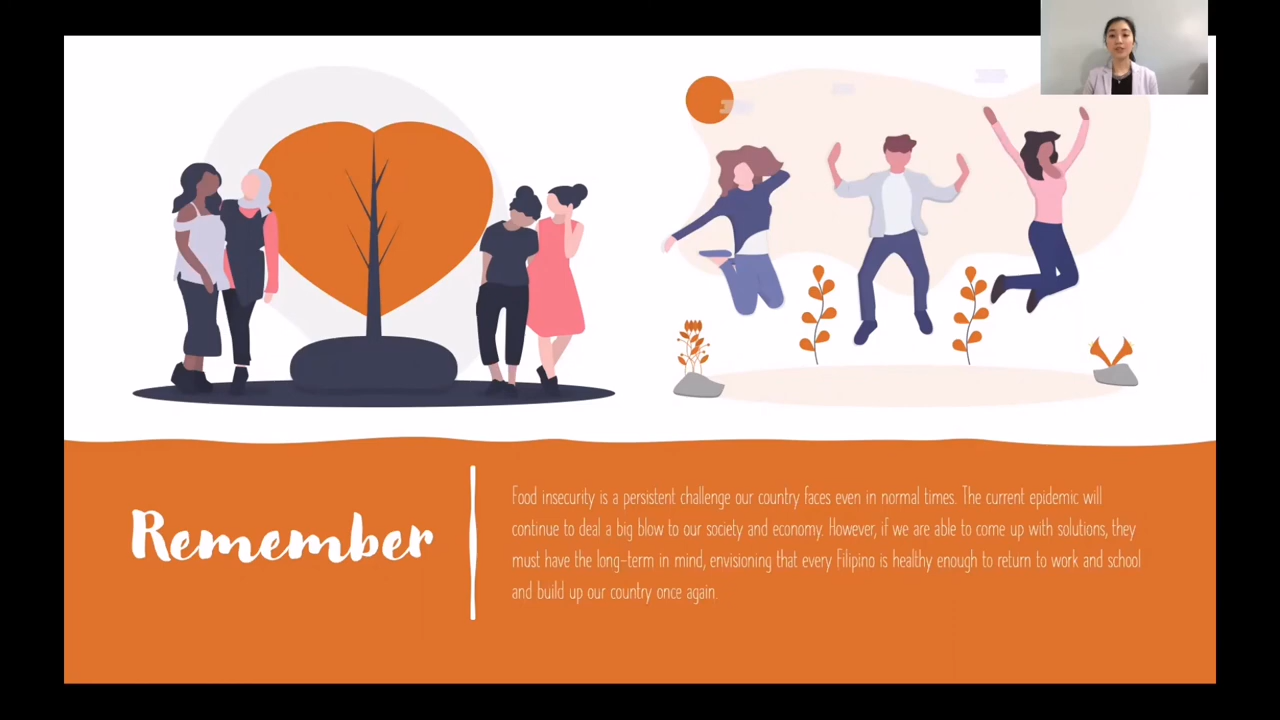 Remember
Food insecurity is a persistent challenge our country faces even in normal times. The current epidemic will
continue to deal a big blow to our society and economy. However, if we are able to come up with solutions, they
must have the long-term in mind, envisioning that every Filipino is healthy enough to return to work and school
and build up our country once again.